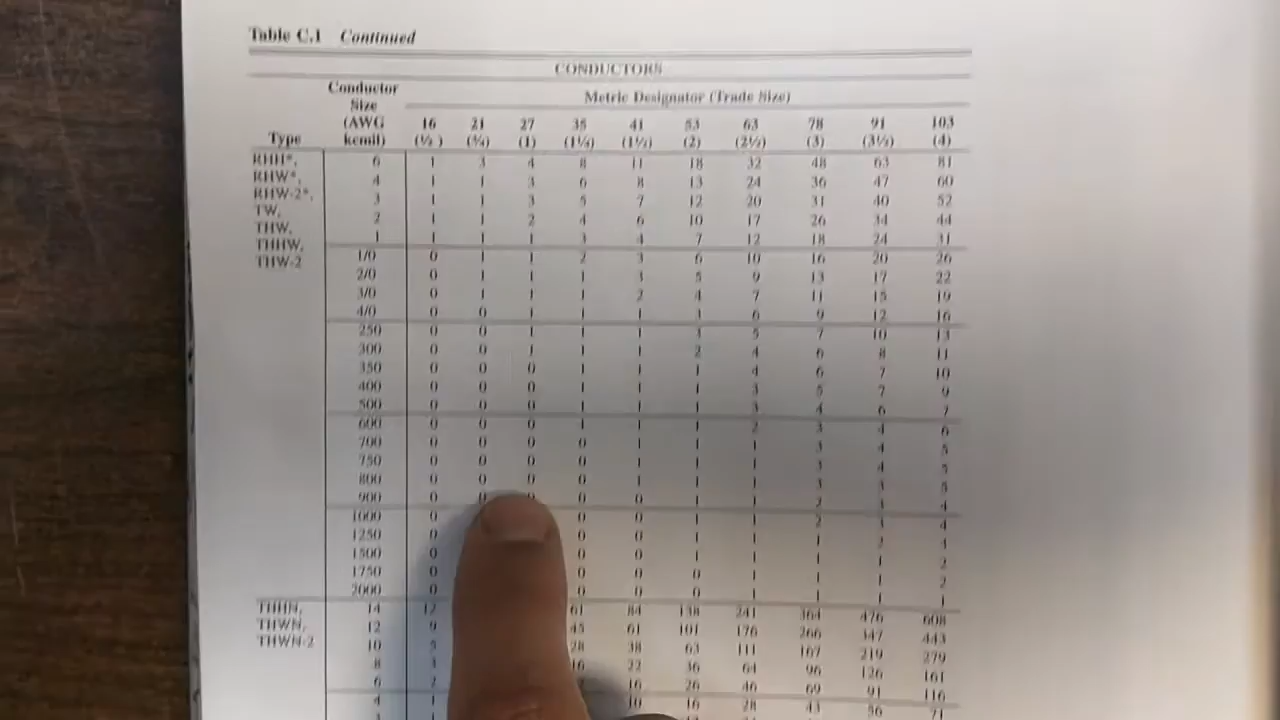 Table C.1 Continued
CONDUCTORS
Conductor Size (AWG kcmil)
Metric Designator (Trade Size)
Type 16 (½) 21 (¾) 27 (1) 35 (1¼) 41 (1½) 53 (2) 63 (2½) 78 (3) 91 (3½) 103 (4)
RHH*, 6 1 3 4 8 11 18 32 48 63 81
RHW*, 4 1 1 3 6 8 13 24 36 47 60
RHW-2*, 3 1 1 3 5 7 12 20 31 40 52
TW, 2 1 1 2 4 6 10 17 26 34 44
THW, 1 1 1 1 3 4 7 12 18 24 31
THHW, 1/0 0 1 1 2 3 6 10 16 20 26
THW-2 2/0 0 1 1 1 3 5 9 13 17 22
3/0 0 1 1 1 2 4 7 11 15 19
4/0 0 0 1 1 1 3 6 9 12 16
250 0 0 1 1 1 3 5 7 10 13
300 0 0 1 1 1 2 4 6 8 11
350 0 0 0 1 1 1 4 6 7 10
400 0 0 0 1 1 1 3 5 7 9
500 0 0 0 1 1 1 3 4 6 7
600 0 0 0 1 1 1 2 3 4 6
700 0 0 0 0 1 1 1 3 4 5
750 0 0 0 0 1 1 1 3 4 5
800 0 0 0 0 1 1 1 3 3 5
900 0 0 0 0 0 1 1 2 3 4
1000 0 0 0 1 1 2 3 4
1250 0 0 0 1 1 1 2 3
1500 0 0 0 1 1 1 1 2
1750 0 0 0 0 1 1 1 2
2000 0 0 0 0 1 1 1 1
THHN, 14 12 61 84 138 241 364 476 608
THWN, 12 9 45 61 101 176 266 347 443
THWN-2 10 5 28 38 63 111 167 219 279
8 3 16 22 36 64 96 126 161
6 2 16 26 46 69 91 116
4 1 10 16 28 43 56 71